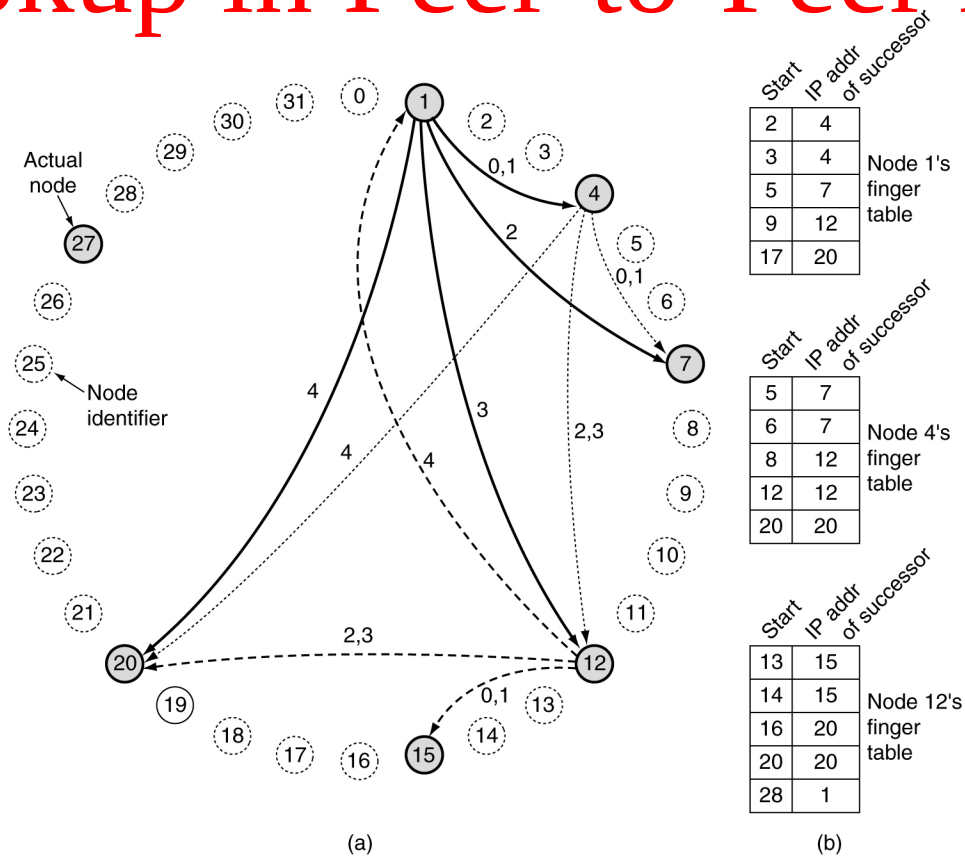 okup in Peer-to-Peer
Actual
node
Node
identifier
0
1
2
3
4
5
6
7
8
9
10
11
12
13
14
15
16
17
18
19
20
21
22
23
24
25
26
27
28
29
30
31
0,1
2
3
4
0,1
2,3
4
0,1
2,3
4
(a)
Start
IP addr
of successor
2 4
3 4
5 7
9 12
17 20
Node 1's
finger
table
Start
IP addr
of successor
5 7
6 7
8 12
12 12
20 20
Node 4's
finger
table
Start
IP addr
of successor
13 15
14 15
16 20
20 20
28 1
Node 12's
finger
table
(b)